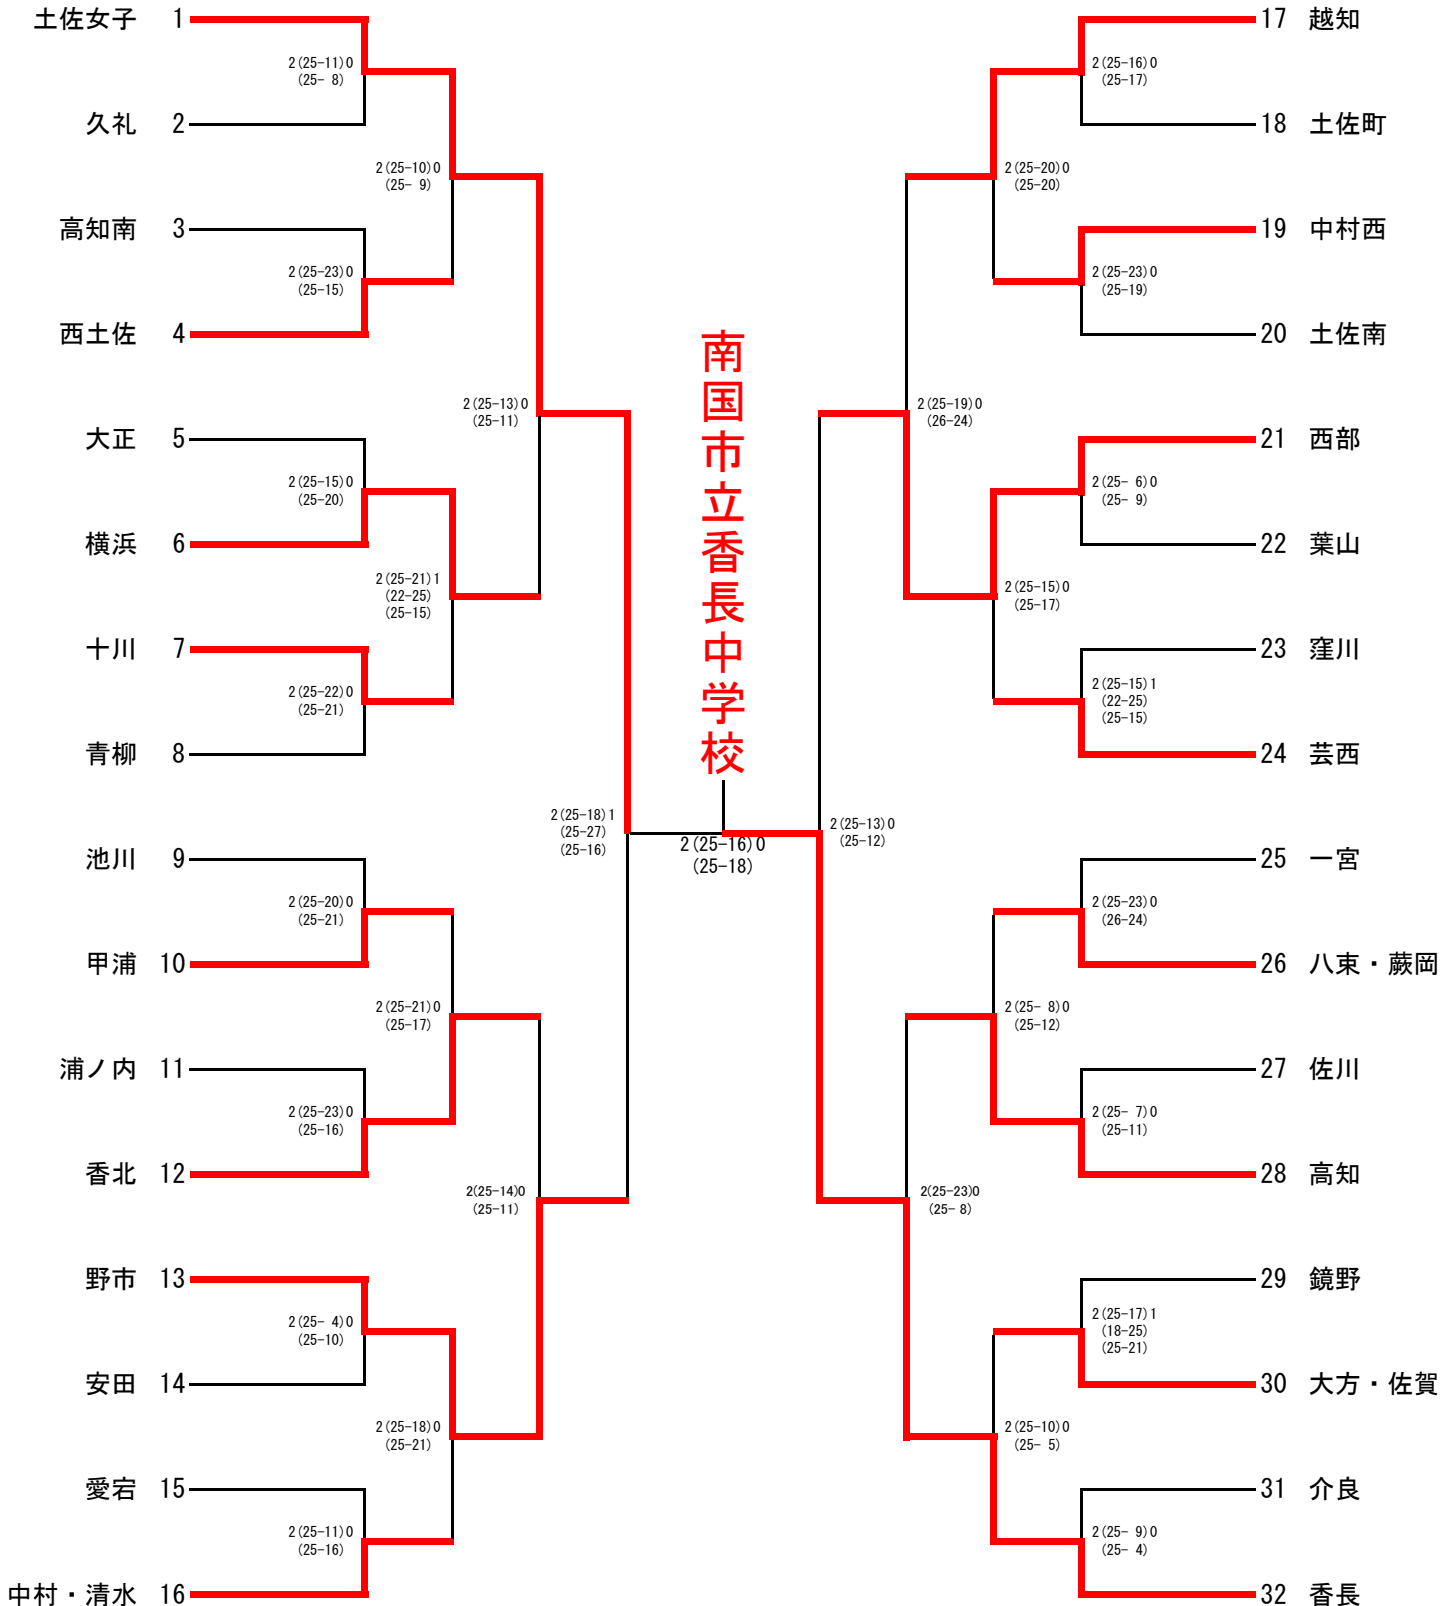 土佐女子 1
2(25-11)0
(25- 8)
久礼 2
2(25-10)0
(25- 9)
高知南 3
2(25-23)0
(25-15)
西土佐 4
2(25-13)0
(25-11)
大正 5
2(25-15)0
(25-20)
横浜 6
2(25-21)1
(22-25)
(25-15)
十川 7
2(25-22)0
(25-21)
青柳 8
2(25-18)1
(25-27)
(25-16)
池川 9
2(25-20)0
(25-21)
甲浦 10
2(25-21)0
(25-17)
浦ノ内 11
2(25-23)0
(25-16)
香北 12
2(25-14)0
(25-11)
野市 13
2(25- 4)0
(25-10)
安田 14
2(25-18)0
(25-21)
愛宕 15
2(25-11)0
(25-16)
中村・清水 16
南国市立香長中学校
2(25-16)0
(25-18)
17 越知
2(25-16)0
(25-17)
18 土佐町
2(25-20)0
(25-20)
19 中村西
2(25-23)0
(25-19)
20 土佐南
2(25-19)0
(26-24)
21 西部
2(25- 6)0
(25- 9)
22 葉山
2(25-15)0
(25-17)
23 窪川
2(25-15)1
(22-25)
(25-15)
24 芸西
2(25-13)0
(25-12)
25 一宮
2(25-23)0
(26-24)
26 八束・蕨岡
2(25- 8)0
(25-12)
27 佐川
2(25- 7)0
(25-11)
28 高知
2(25-23)0
(25- 8)
29 鏡野
2(25-17)1
(18-25)
(25-21)
30 大方・佐賀
2(25-10)0
(25- 5)
31 介良
2(25- 9)0
(25- 4)
32 香長